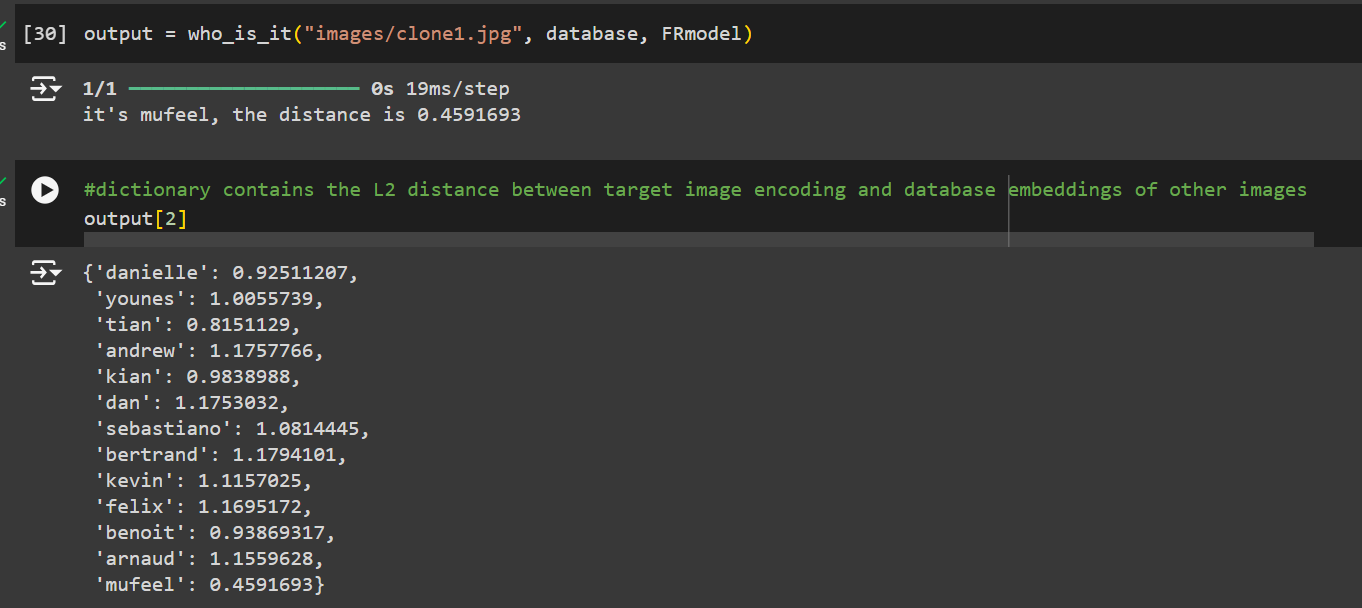 [30] output = who_is_it("images/clone1.jpg", database, FRmodel)
s
1/1 ━━━━━━━━━━━━━━━━━━━━ 0s 19ms/step
it's mufeel, the distance is 0.4591693
#dictionary contains the L2 distance between target image encoding and database embeddings of other images
s
output[2]
{'danielle': 0.92511207,
'younes': 1.0055739,
'tian': 0.8151129,
'andrew': 1.1757766,
'kian': 0.9838988,
'dan': 1.1753032,
'sebastiano': 1.0814445,
'bertrand': 1.1794101,
'kevin': 1.1157025,
'felix': 1.1695172,
'benoit': 0.93869317,
'arnaud': 1.1559628,
'mufeel': 0.4591693}